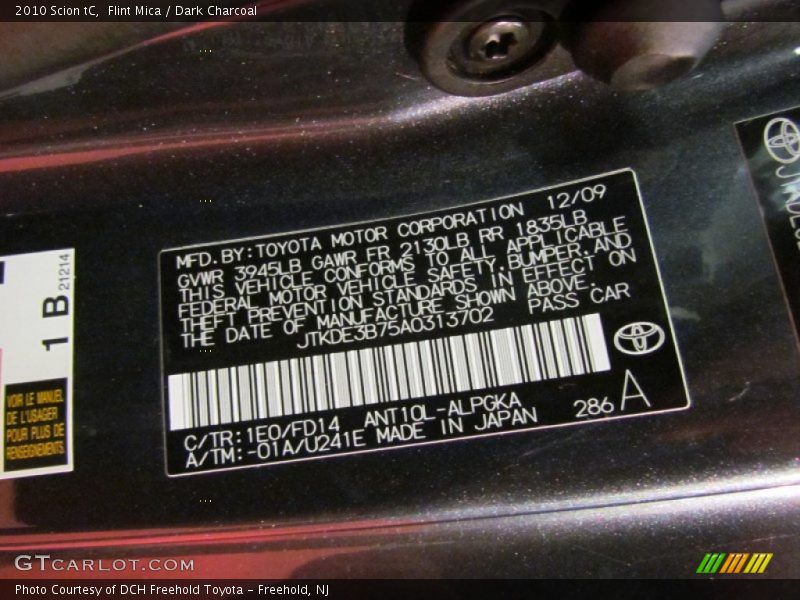 2010 Scion tC,  Flint Mica / Dark Charcoal
MFD. BY: TOYOTA MOTOR CORPORATION 12/09
GVWR 3945LB GAWR FR 2130LB RR 1835LB
THIS VEHICLE CONFORMS TO ALL APPLICABLE
FEDERAL MOTOR VEHICLE SAFETY, BUMPER, AND
THEFT PREVENTION STANDARDS IN EFFECT ON
THE DATE OF MANUFACTURE SHOWN ABOVE.
JTKDE3B75A0313702 PASS CAR
C/TR: 1E0/FD14 ANT10L-ALPGKA
A/TM: -01A/U241E MADE IN JAPAN
286 A
1 B 21214
VOIR LE MANUEL
DE L'USAGER
POUR PLUS DE
RENSEIGNEMENTS
GTCARLOT.COM
Photo Courtesy of DCH Freehold Toyota - Freehold, NJ